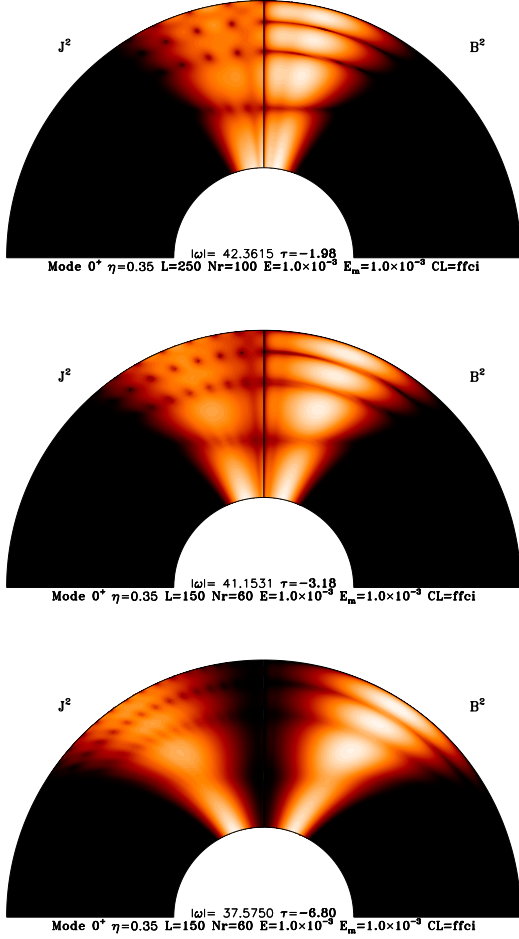 J² B²
|ω|= 42.3615 τ=−1.98
Mode 0⁺ η=0.35 L=250 Nr=100 E=1.0×10⁻³ Eₘ=1.0×10⁻³ CL=ffci
J² B²
|ω|= 41.1531 τ=−3.18
Mode 0⁺ η=0.35 L=150 Nr=60 E=1.0×10⁻³ Eₘ=1.0×10⁻³ CL=ffci
J² B²
|ω|= 37.5750 τ=−6.80
Mode 0⁺ η=0.35 L=150 Nr=60 E=1.0×10⁻³ Eₘ=1.0×10⁻³ CL=ffci